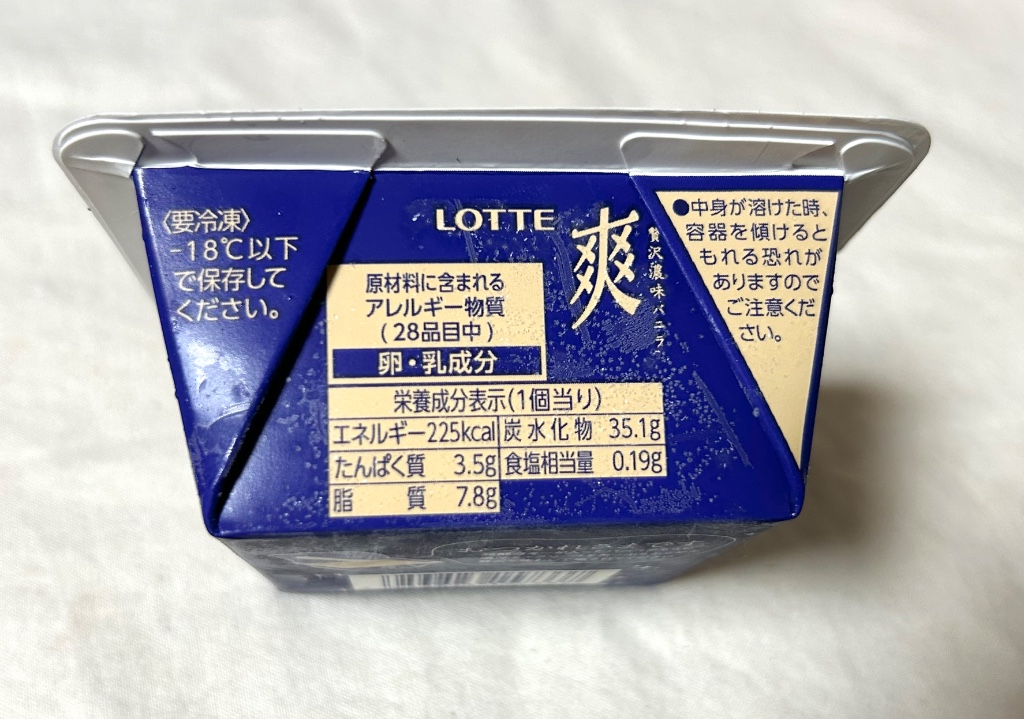 〈要冷凍〉
-18℃以下
で保存して
ください。
LOTTE
爽
贅沢濃味バニラ
原材料に含まれる
アレルギー物質
(28品目中)
卵・乳成分
栄養成分表示(1個当り)
エネルギー225kcal 炭水化物 35.1g
たんぱく質 3.5g 食塩相当量 0.19g
脂質 7.8g
●中身が溶けた時、
容器を傾けると
もれる恐れが
ありますので
ご注意くだ
さい。